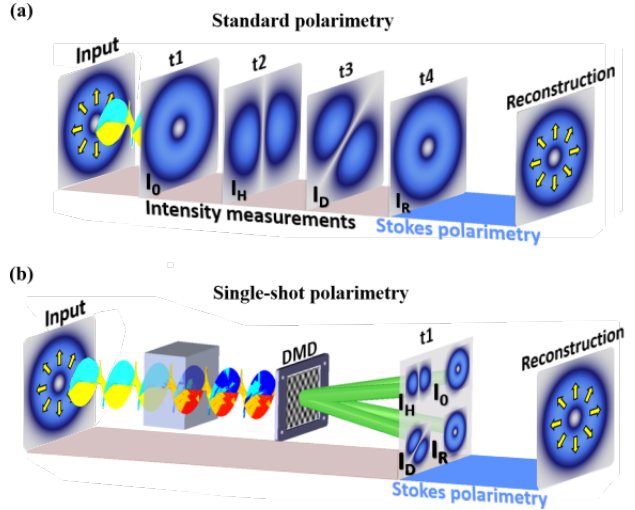 (a)
Standard polarimetry
Input
t1
t2
t3
t4
Reconstruction
I0
IH
ID
IR
Intensity measurements
Stokes polarimetry
(b)
Single-shot polarimetry
Input
DMD
t1
Reconstruction
IH
I0
ID
IR
Stokes polarimetry